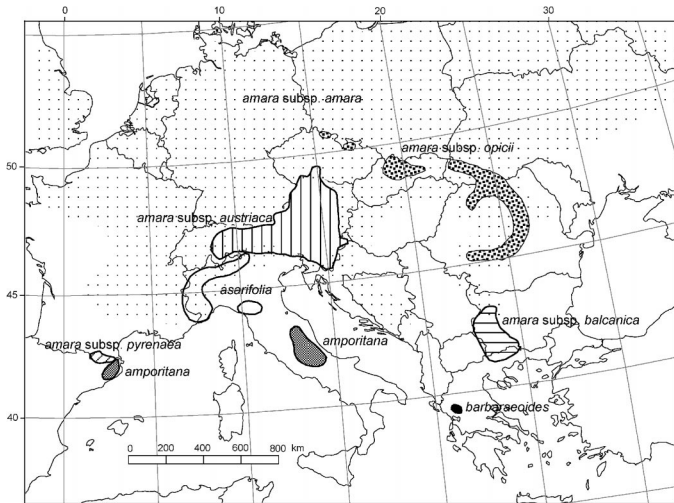 0 10 20 30
amara subsp. amara
amara subsp. opicii
50
amara subsp. austriaca
asarifolia
45
amara subsp. balcanica
amara subsp. pyrenaea
amporitana
amporitana
barbaraeoides
40
0 200 400 600 800 km